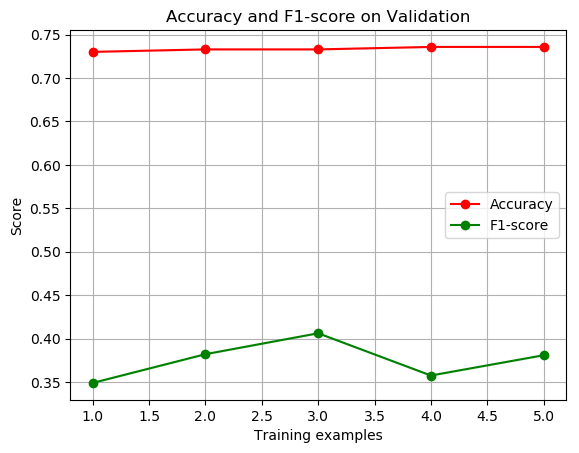 Accuracy and F1-score on Validation
0.75
0.70
0.65
0.60
0.55
0.50
0.45
0.40
0.35
Score
Accuracy
F1-score
1.0 1.5 2.0 2.5 3.0 3.5 4.0 4.5 5.0
Training examples